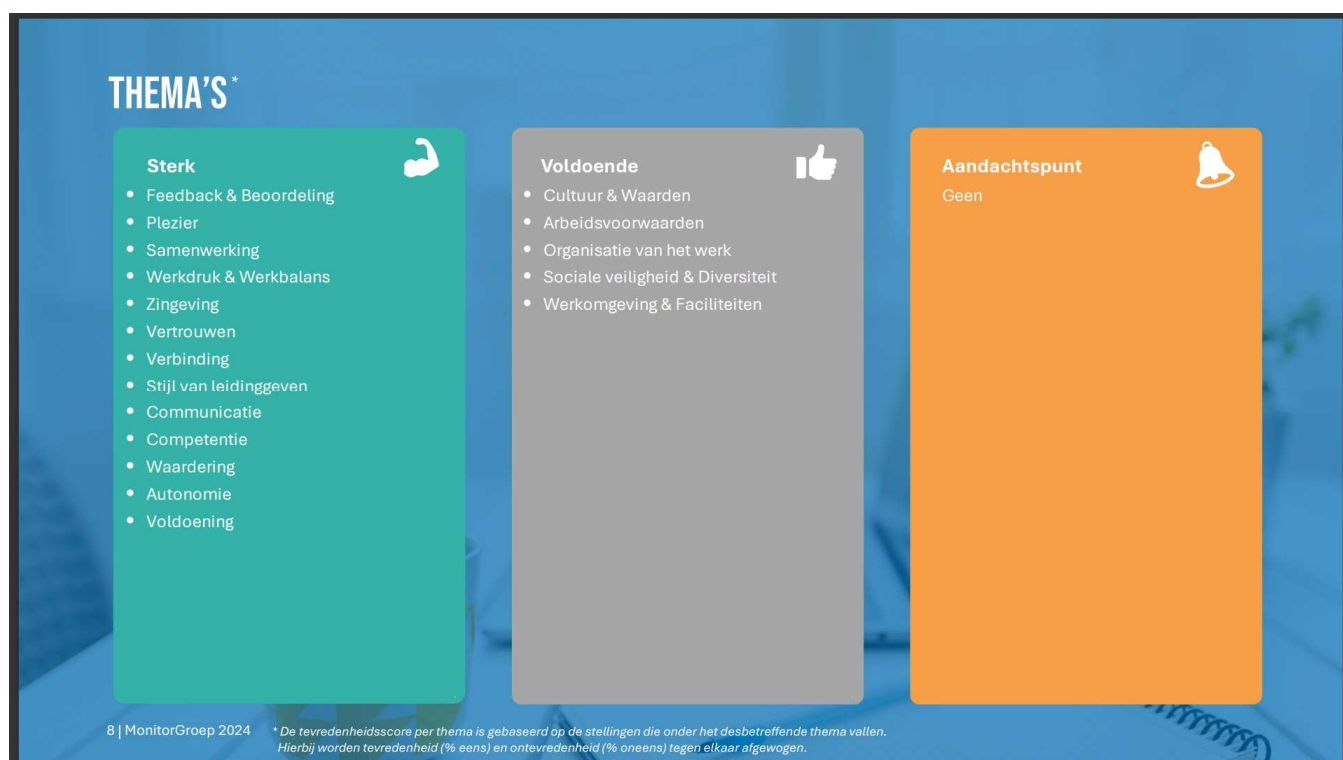 THEMA'S*
Sterk
• Feedback & Beoordeling
• Plezier
• Samenwerking
• Werkdruk & Werkbalans
• Zingeving
• Vertrouwen
• Verbinding
• Stijl van leidinggeven
• Communicatie
• Competentie
• Waardering
• Autonomie
• Voldoening
Voldoende
• Cultuur & Waarden
• Arbeidsvoorwaarden
• Organisatie van het werk
• Sociale veiligheid & Diversiteit
• Werkomgeving & Faciliteiten
Aandachtspunt
Geen
8 | MonitorGroep 2024
* De tevredenheidsscore per thema is gebaseerd op de stellingen die onder het desbetreffende thema vallen.
Hierbij worden tevredenheid (% eens) en ontevredenheid (% oneens) tegen elkaar afgewogen.